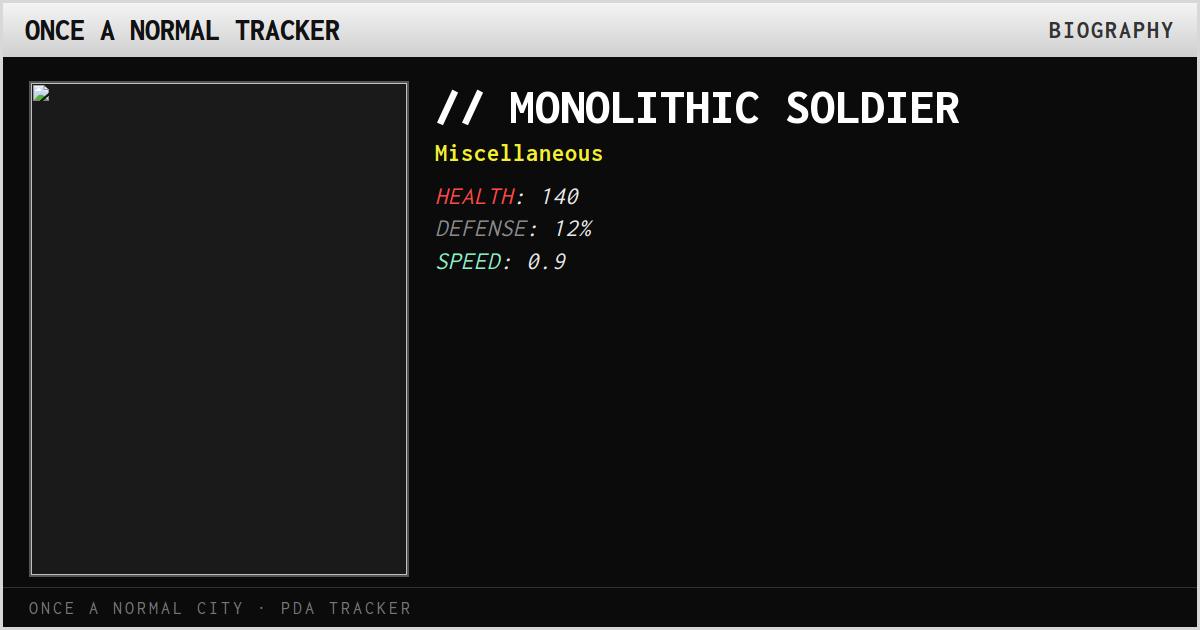 ONCE A NORMAL TRACKER
BIOGRAPHY
// MONOLITHIC SOLDIER
Miscellaneous
HEALTH: 140
DEFENSE: 12%
SPEED: 0.9
ONCE A NORMAL CITY · PDA TRACKER